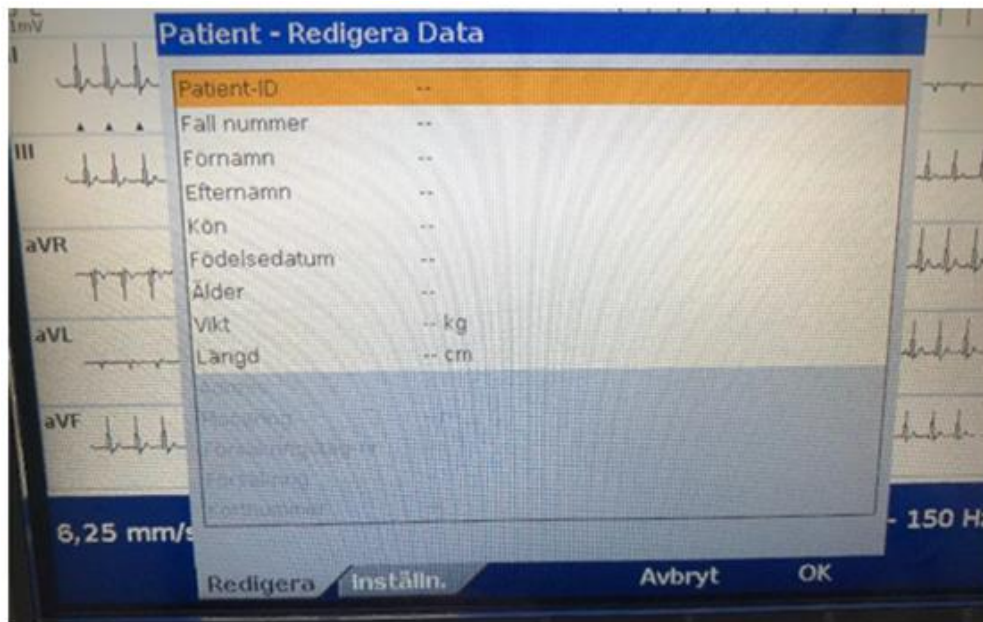 1mV
Patient - Redigera Data
Patient-ID --
Fall nummer --
Förnamn --
III
Efternamn --
Kön --
aVR
Födelsedatum --
Ålder --
Vikt -- kg
aVL
Längd -- cm
aVF
6,25 mm/s
- 150 Hz
Redigera
Inställn.
Avbryt
OK